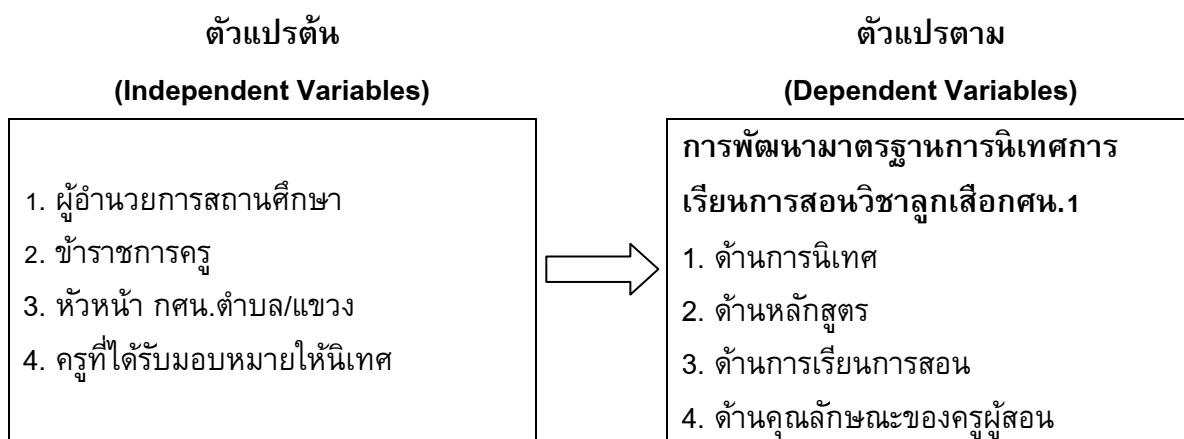 ตัวแปรต้น
(Independent Variables)
1. ผู้อำนวยการสถานศึกษา
2. ข้าราชการครู
3. หัวหน้า กศน.ตำบล/แขวง
4. ครูที่ได้รับมอบหมายให้นิเทศ
ตัวแปรตาม
(Dependent Variables)
การพัฒนามาตรฐานการนิเทศการ
เรียนการสอนวิชาลูกเสือกศน.1
1. ด้านการนิเทศ
2. ด้านหลักสูตร
3. ด้านการเรียนการสอน
4. ด้านคุณลักษณะของครูผู้สอน